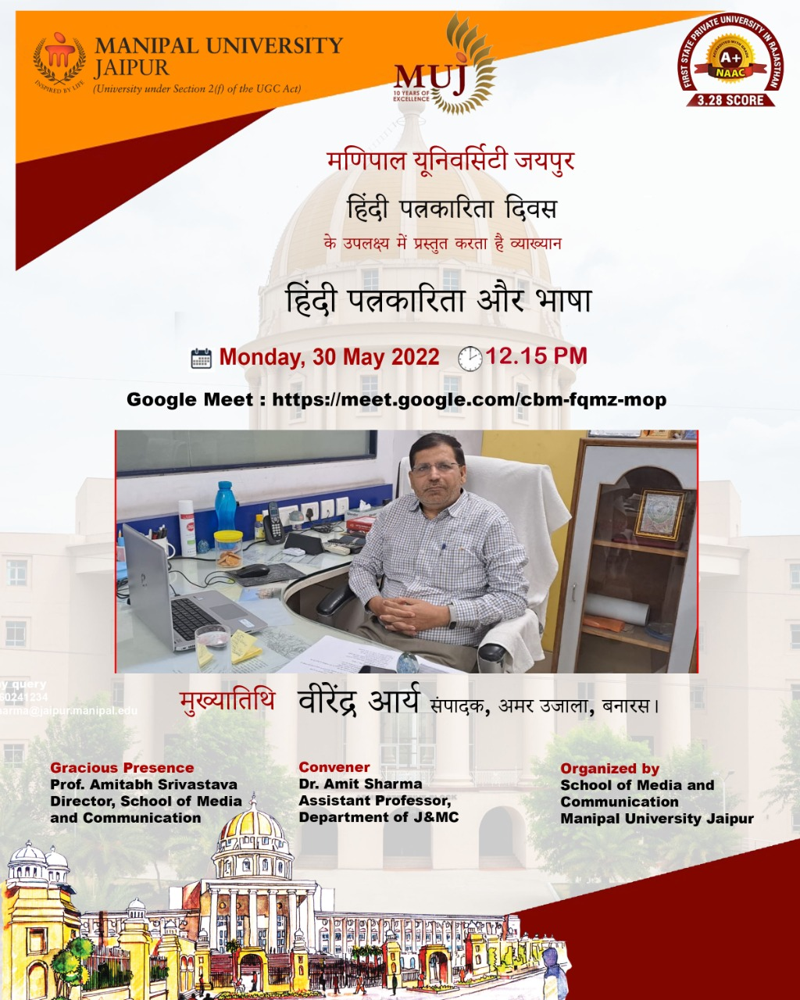 MANIPAL UNIVERSITY
JAIPUR
(University under Section 2(f) of the UGC Act)
INSPIRED BY LIFE
MUJ
10 YEARS OF
EXCELLENCE
FIRST STATE PRIVATE UNIVERSITY IN RAJASTHAN
ACCREDITED WITH GRADE
A+
NAAC
3.28 SCORE
मणिपाल यूनिवर्सिटी जयपुर
हिंदी पत्रकारिता दिवस
के उपलक्ष्य में प्रस्तुत करता है व्याख्यान
हिंदी पत्रकारिता और भाषा
Monday, 30 May 2022 12.15 PM
Google Meet : https://meet.google.com/cbm-fqmz-mop
y query
60241234
arma@jaipur.manipal.edu
मुख्यातिथि वीरेंद्र आर्य संपादक, अमर उजाला, बनारस।
Gracious Presence
Prof. Amitabh Srivastava
Director, School of Media
and Communication
Convener
Dr. Amit Sharma
Assistant Professor,
Department of J&MC
Organized by
School of Media and
Communication
Manipal University Jaipur